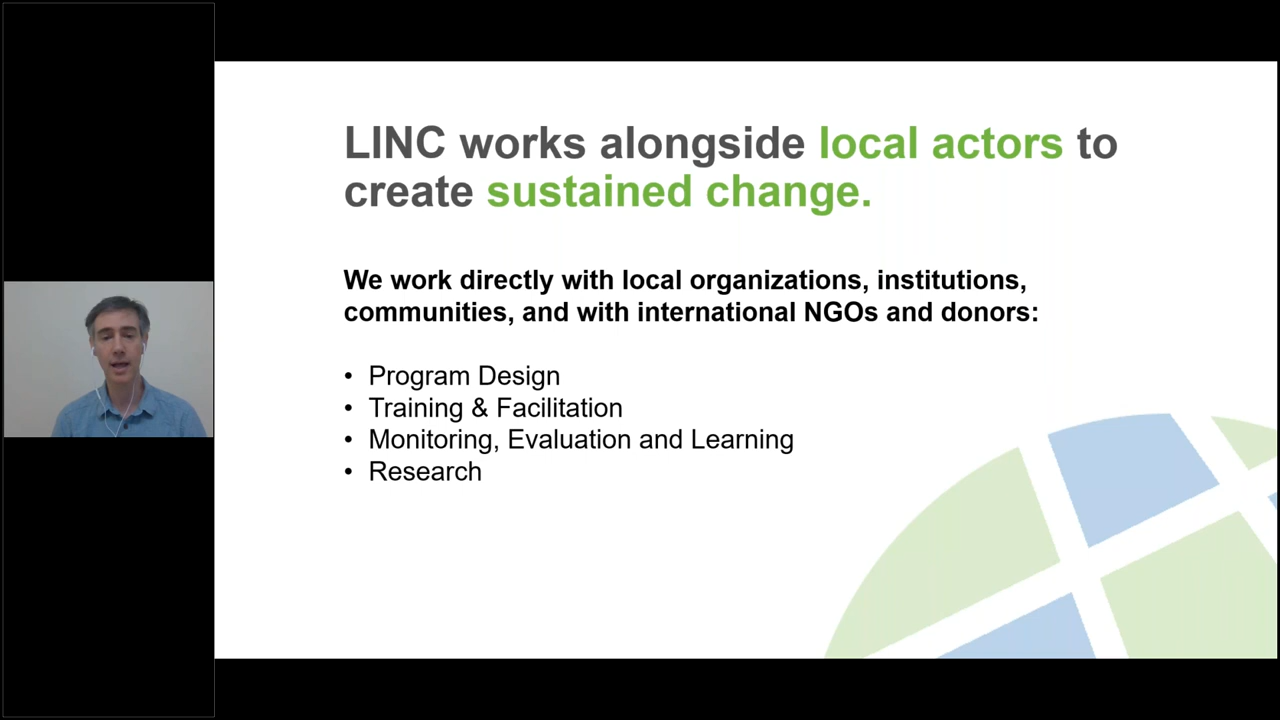 LINC works alongside local actors to
create sustained change.
We work directly with local organizations, institutions,
communities, and with international NGOs and donors:
• Program Design
• Training & Facilitation
• Monitoring, Evaluation and Learning
• Research